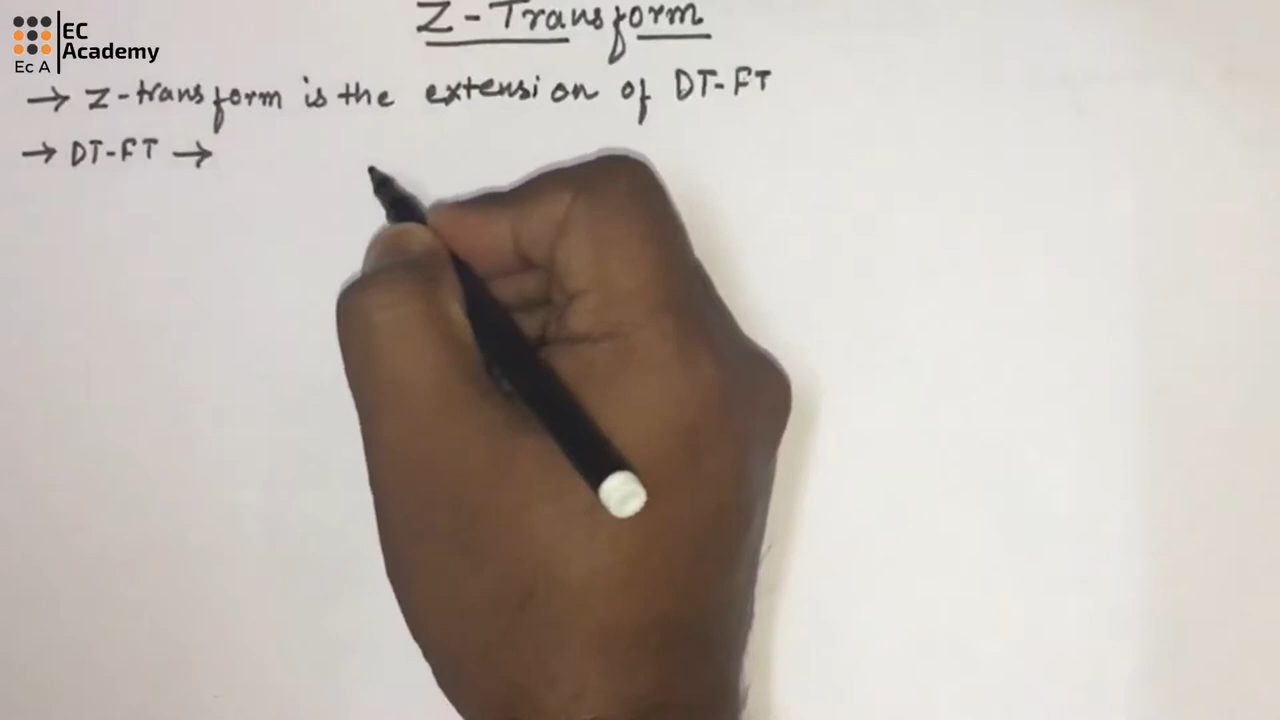 EC
Academy
Ec A
Z-Transform
→ Z-transform is the extension of DT-FT
→ DT-FT →